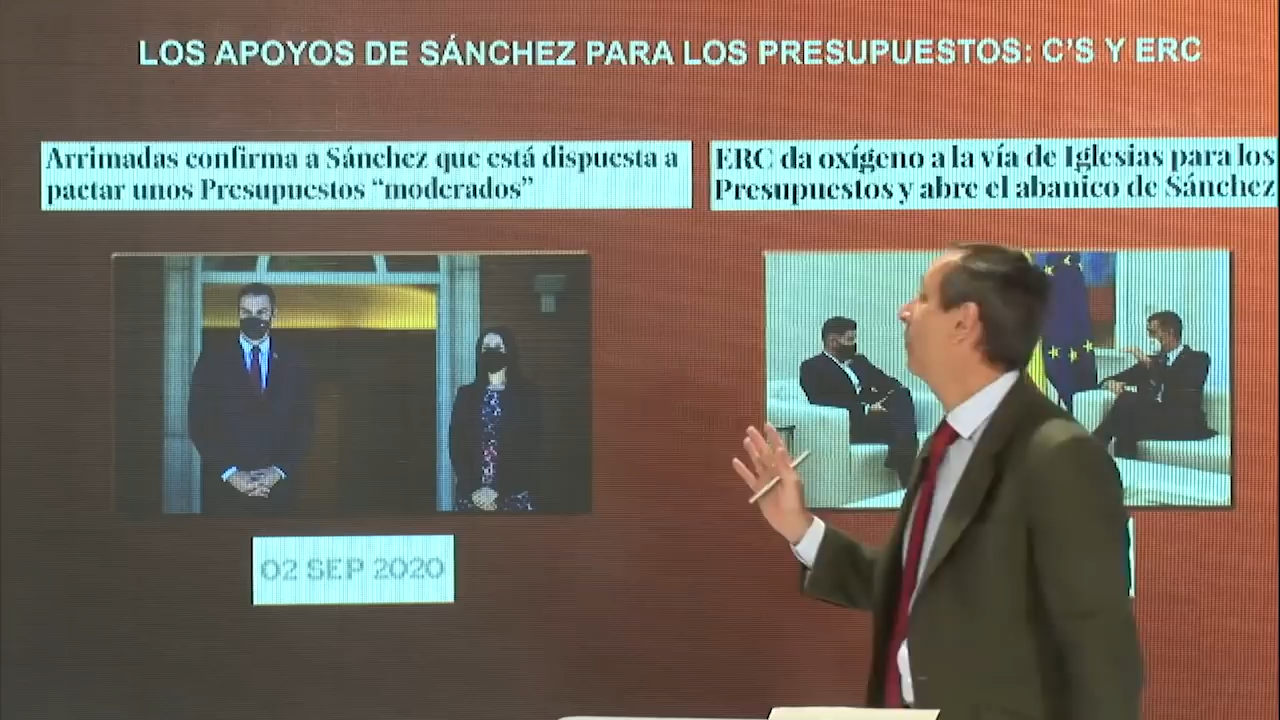 LOS APOYOS DE SÁNCHEZ PARA LOS PRESUPUESTOS: C'S Y ERC
Arrimadas confirma a Sánchez que está dispuesta a
pactar unos Presupuestos “moderados”
ERC da oxígeno a la vía de Iglesias para los
Presupuestos y abre el abanico de Sánchez
02 SEP 2020